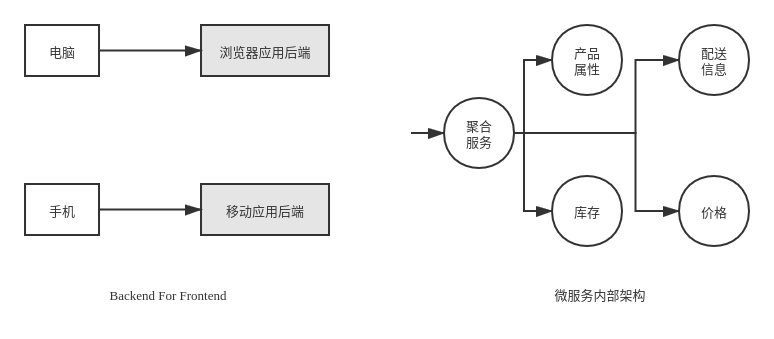 电脑
浏览器应用后端
手机
移动应用后端
Backend For Frontend
聚合
服务
产品
属性
配送
信息
库存
价格
微服务内部架构